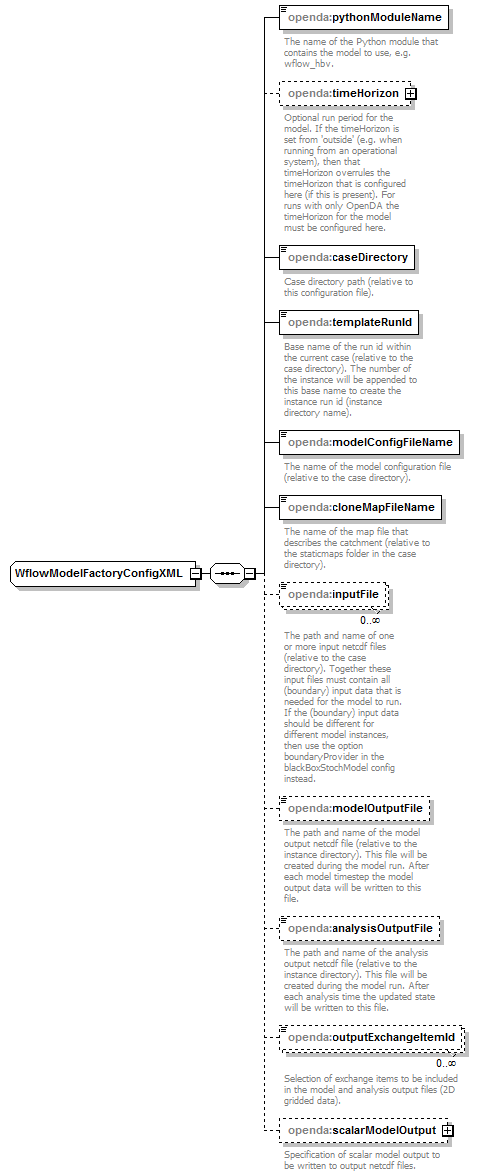 openda:pythonModuleName
The name of the Python module that
contains the model to use, e.g.
wflow_hbv.
openda:timeHorizon
Optional run period for the
model. If the timeHorizon is
set from 'outside' (e.g. when
running from an operational
system), then that
timeHorizon overrules the
timeHorizon that is configured
here (if this is present). For
runs with only OpenDA the
timeHorizon for the model
must be configured here.
openda:caseDirectory
Case directory path (relative to
this configuration file).
openda:templateRunId
Base name of the run id within
the current case (relative to the
case directory). The number of
the instance will be appended to
this base name to create the
instance run id (instance
directory name).
openda:modelConfigFileName
The name of the model configuration file
(relative to the case directory).
openda:cloneMapFileName
The name of the map file that
describes the catchment (relative to
the staticmaps folder in the case
directory).
WflowModelFactoryConfigXML
openda:inputFile
0..∞
The path and name of one
or more input netcdf files
(relative to the case
directory). Together these
input files must contain all
(boundary) input data that is
needed for the model to run.
If the (boundary) input data
should be different for
different model instances,
then use the option
boundaryProvider in the
blackBoxStochModel config
instead.
openda:modelOutputFile
The path and name of the model
output netcdf file (relative to the
instance directory). This file will be
created during the model run. After
each model timestep the model
output data will be written to this
file.
openda:analysisOutputFile
The path and name of the analysis
output netcdf file (relative to the
instance directory). This file will be
created during the model run. After
each analysis time the updated state
will be written to this file.
openda:outputExchangeItemId
0..∞
Selection of exchange items to be included
in the model and analysis output files (2D
gridded data).
openda:scalarModelOutput
Specification of scalar model output to
be written to output netcdf files.